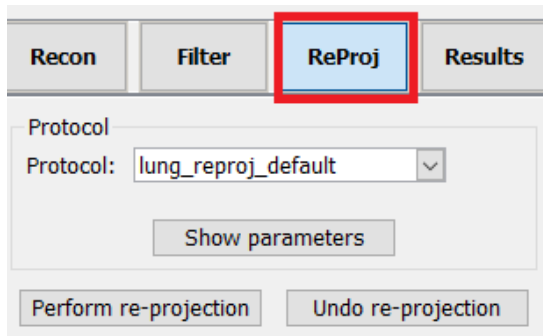 Recon Filter ReProj Results
Protocol
Protocol: lung_reproj_default
Show parameters
Perform re-projection Undo re-projection